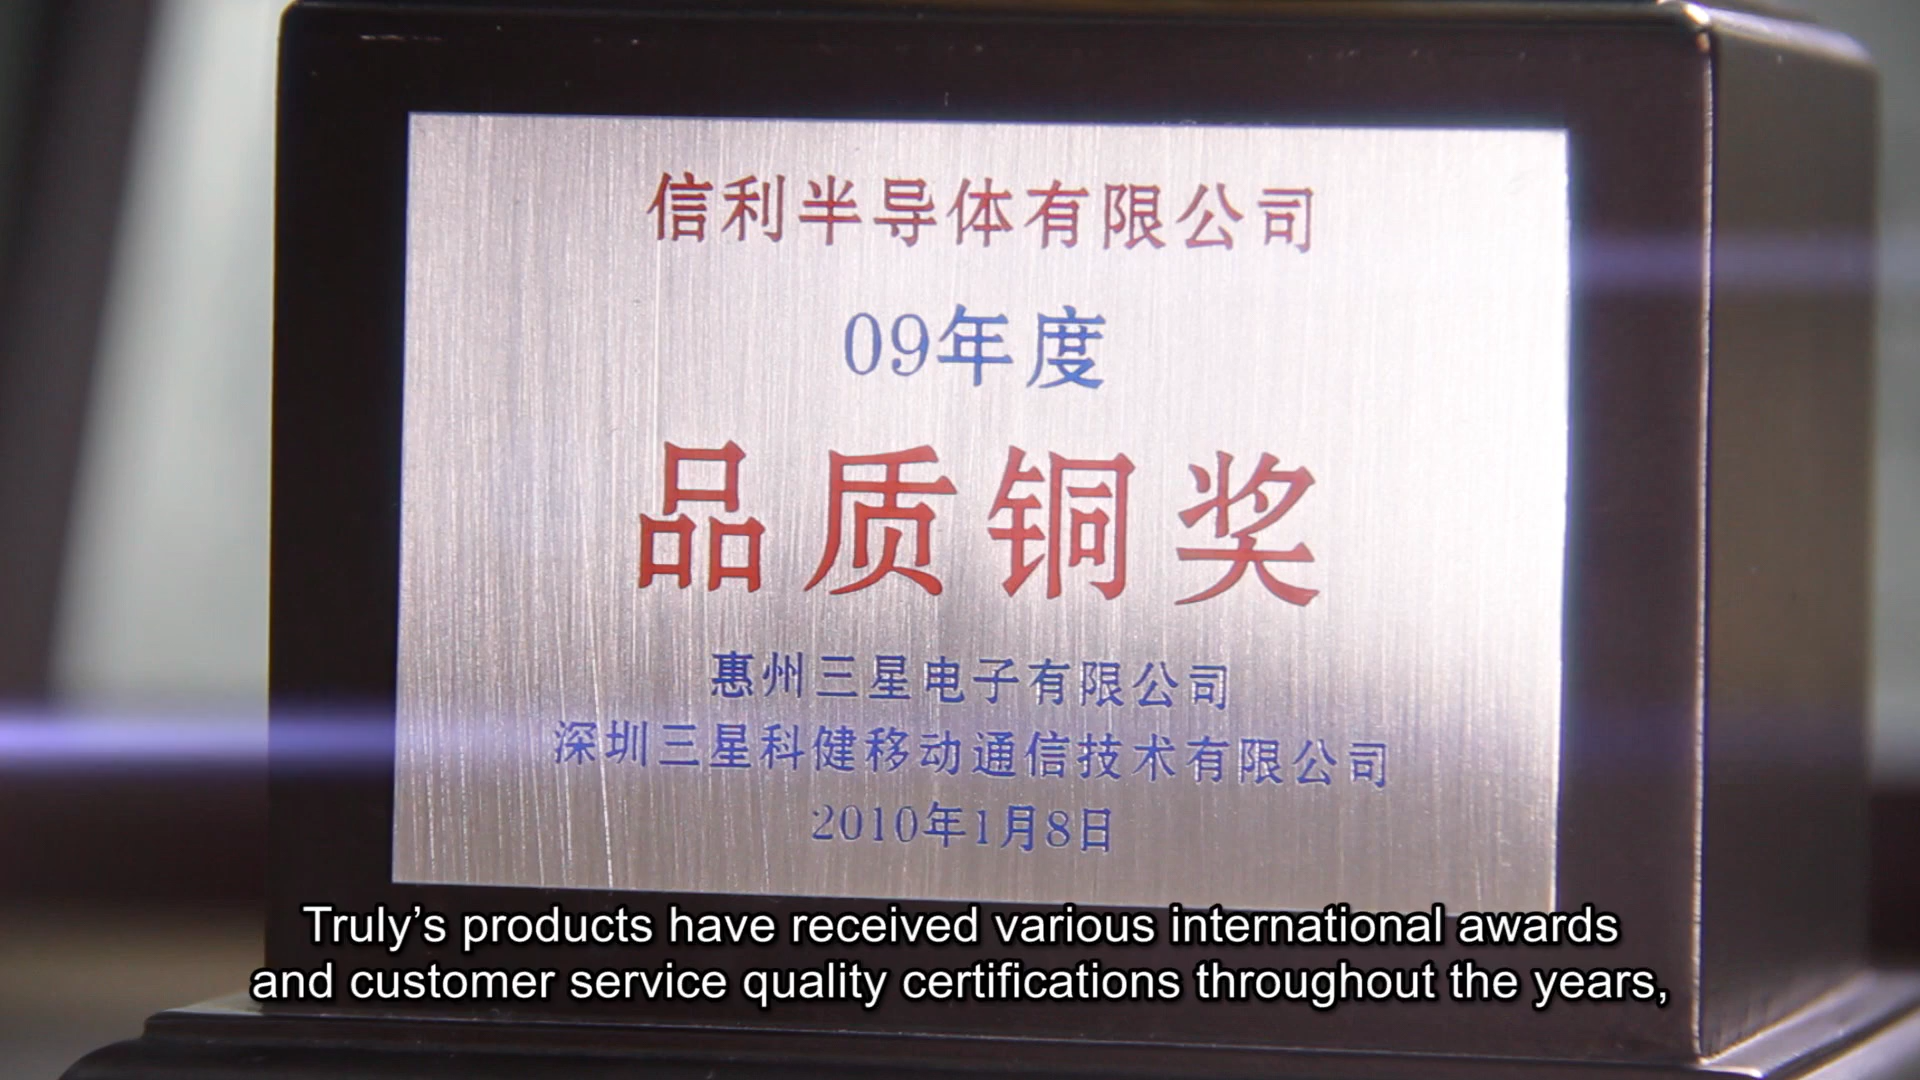 信利半导体有限公司
09年度
品质铜奖
惠州三星电子有限公司
深圳三星科健移动通信技术有限公司
2010年1月8日
Truly’s products have received various international awards
and customer service quality certifications throughout the years,